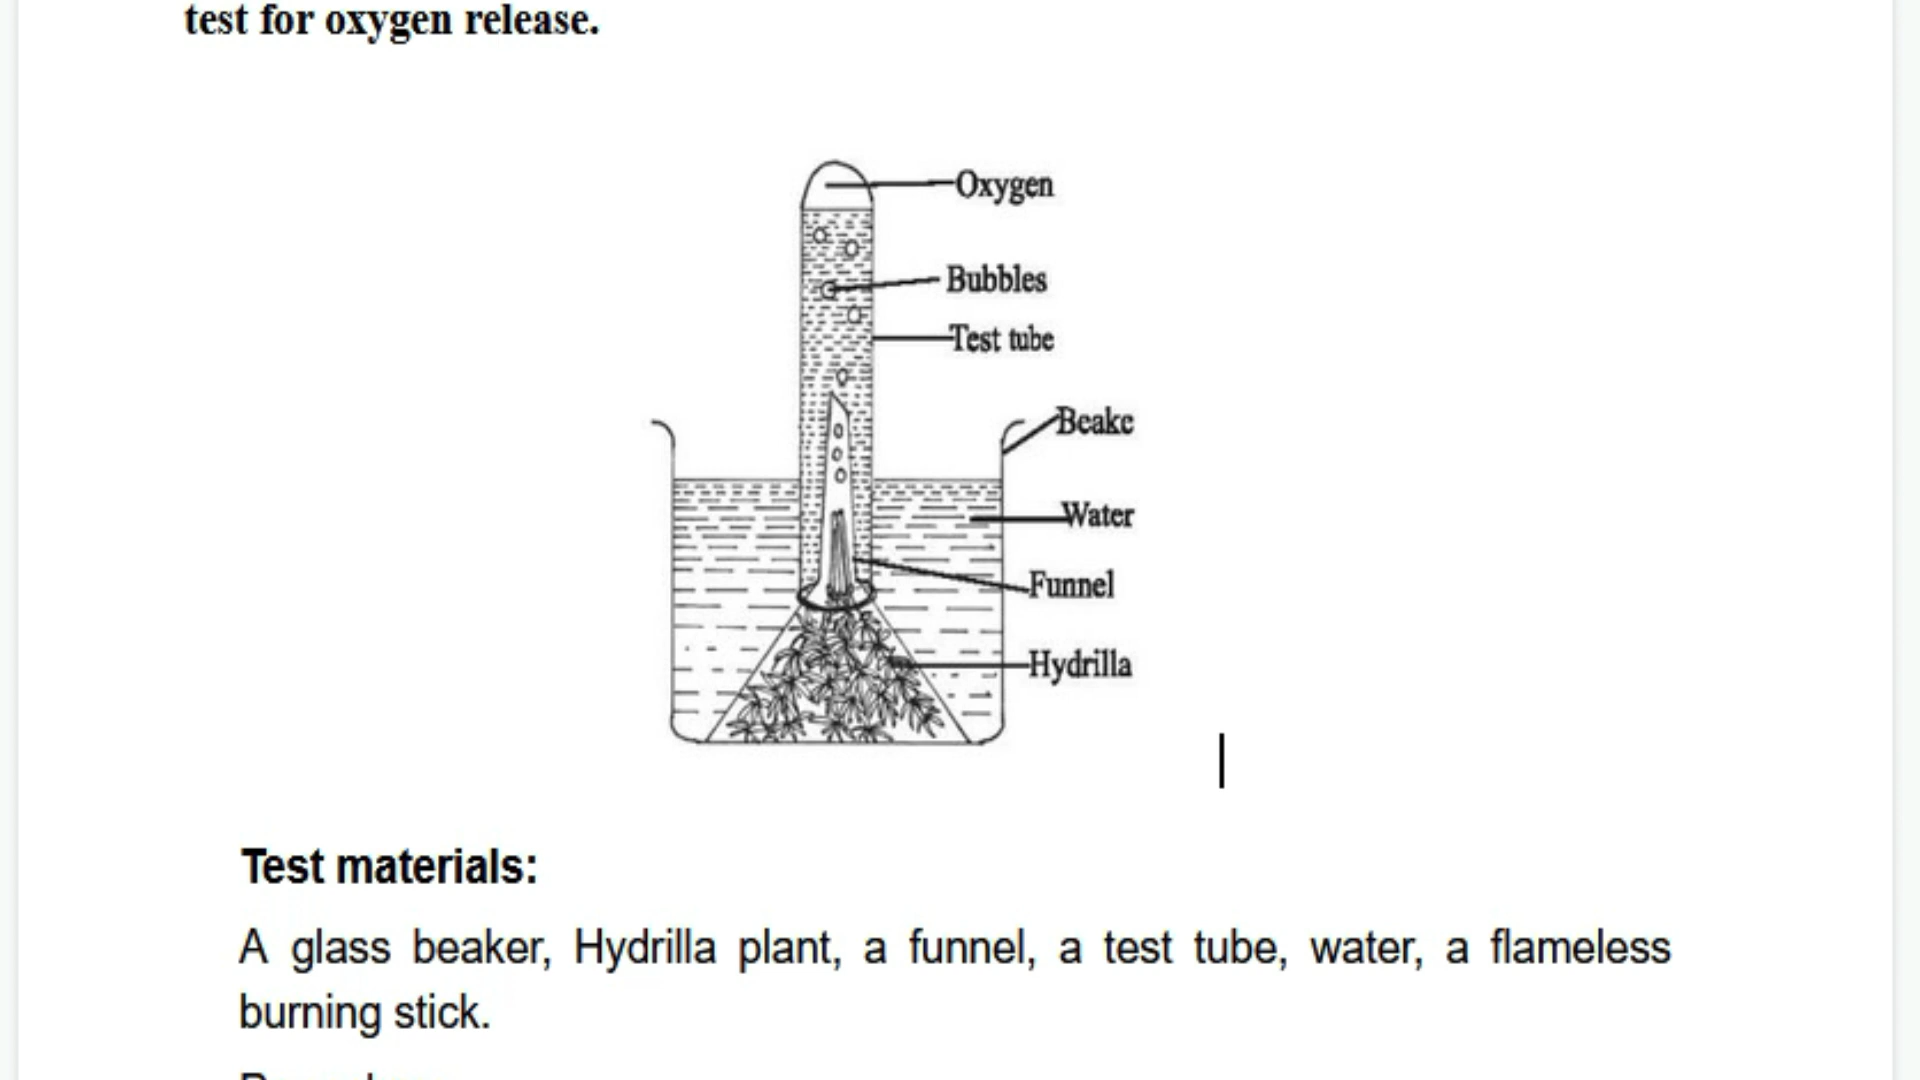 test for oxygen release.
Oxygen
Bubbles
Test tube
Beake
Water
Funnel
Hydrilla
Test materials:
A glass beaker, Hydrilla plant, a funnel, a test tube, water, a flameless
burning stick.